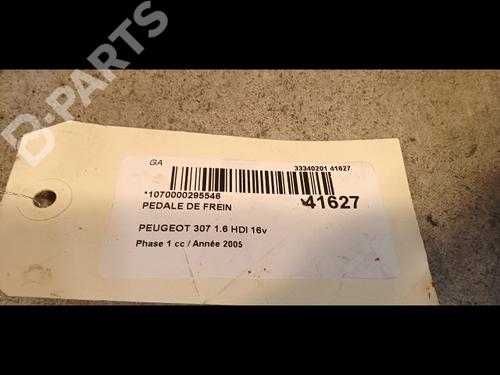 D-PARTS
GA
33340201 41627
*1070000295546
41627
PEDALE DE FREIN
PEUGEOT 307 1.6 HDI 16v
Phase 1 cc / Année 2005